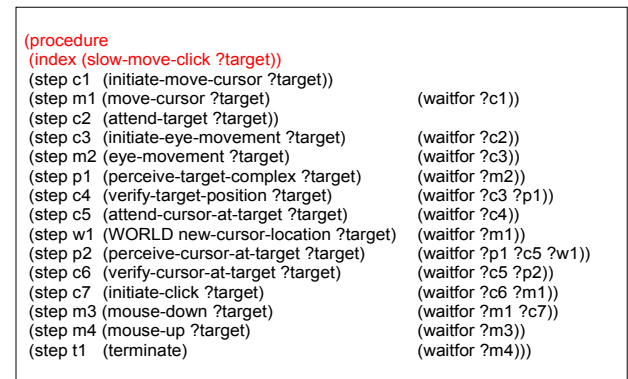 (procedure
(index (slow-move-click ?target))
(step c1 (initiate-move-cursor ?target))
(step m1 (move-cursor ?target) (waitfor ?c1))
(step c2 (attend-target ?target))
(step c3 (initiate-eye-movement ?target) (waitfor ?c2))
(step m2 (eye-movement ?target) (waitfor ?c3))
(step p1 (perceive-target-complex ?target) (waitfor ?m2))
(step c4 (verify-target-position ?target) (waitfor ?c3 ?p1))
(step c5 (attend-cursor-at-target ?target) (waitfor ?c4))
(step w1 (WORLD new-cursor-location ?target) (waitfor ?m1))
(step p2 (perceive-cursor-at-target ?target) (waitfor ?p1 ?c5 ?w1))
(step c6 (verify-cursor-at-target ?target) (waitfor ?c5 ?p2))
(step c7 (initiate-click ?target) (waitfor ?c6 ?m1))
(step m3 (mouse-down ?target) (waitfor ?m1 ?c7))
(step m4 (mouse-up ?target) (waitfor ?m3))
(step t1 (terminate) (waitfor ?m4)))